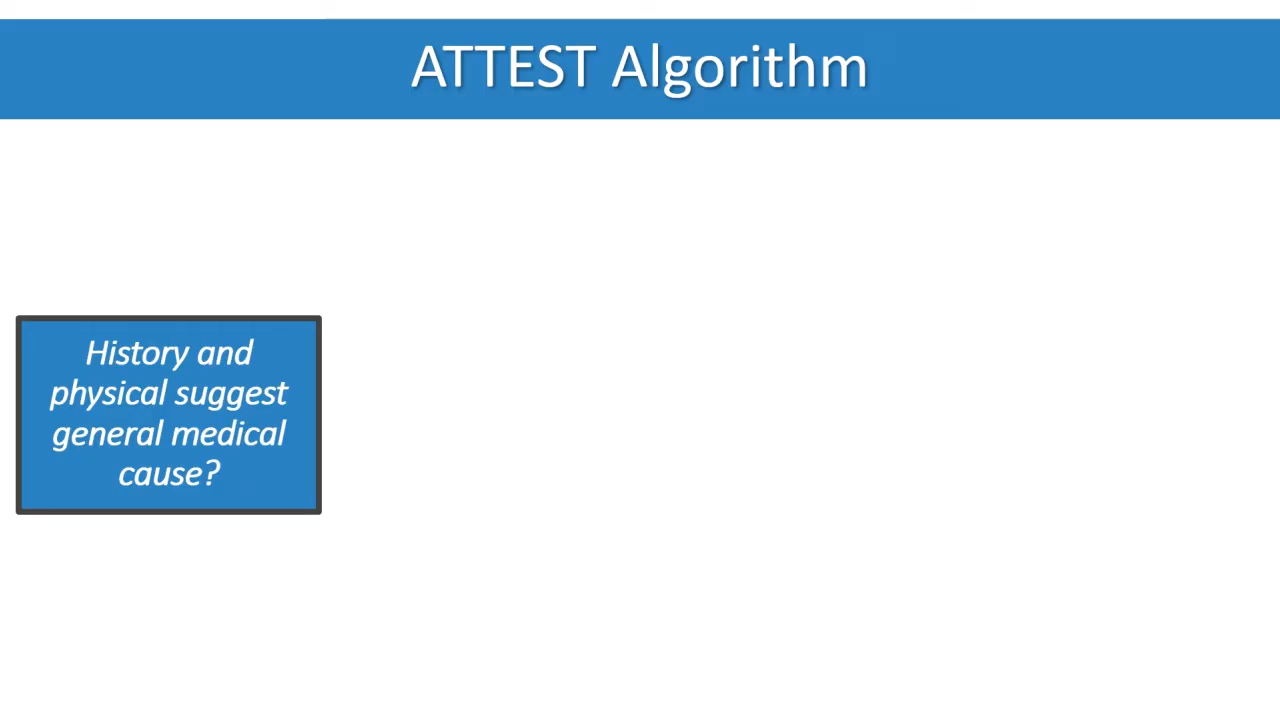 ATTEST Algorithm
History and
physical suggest
general medical
cause?